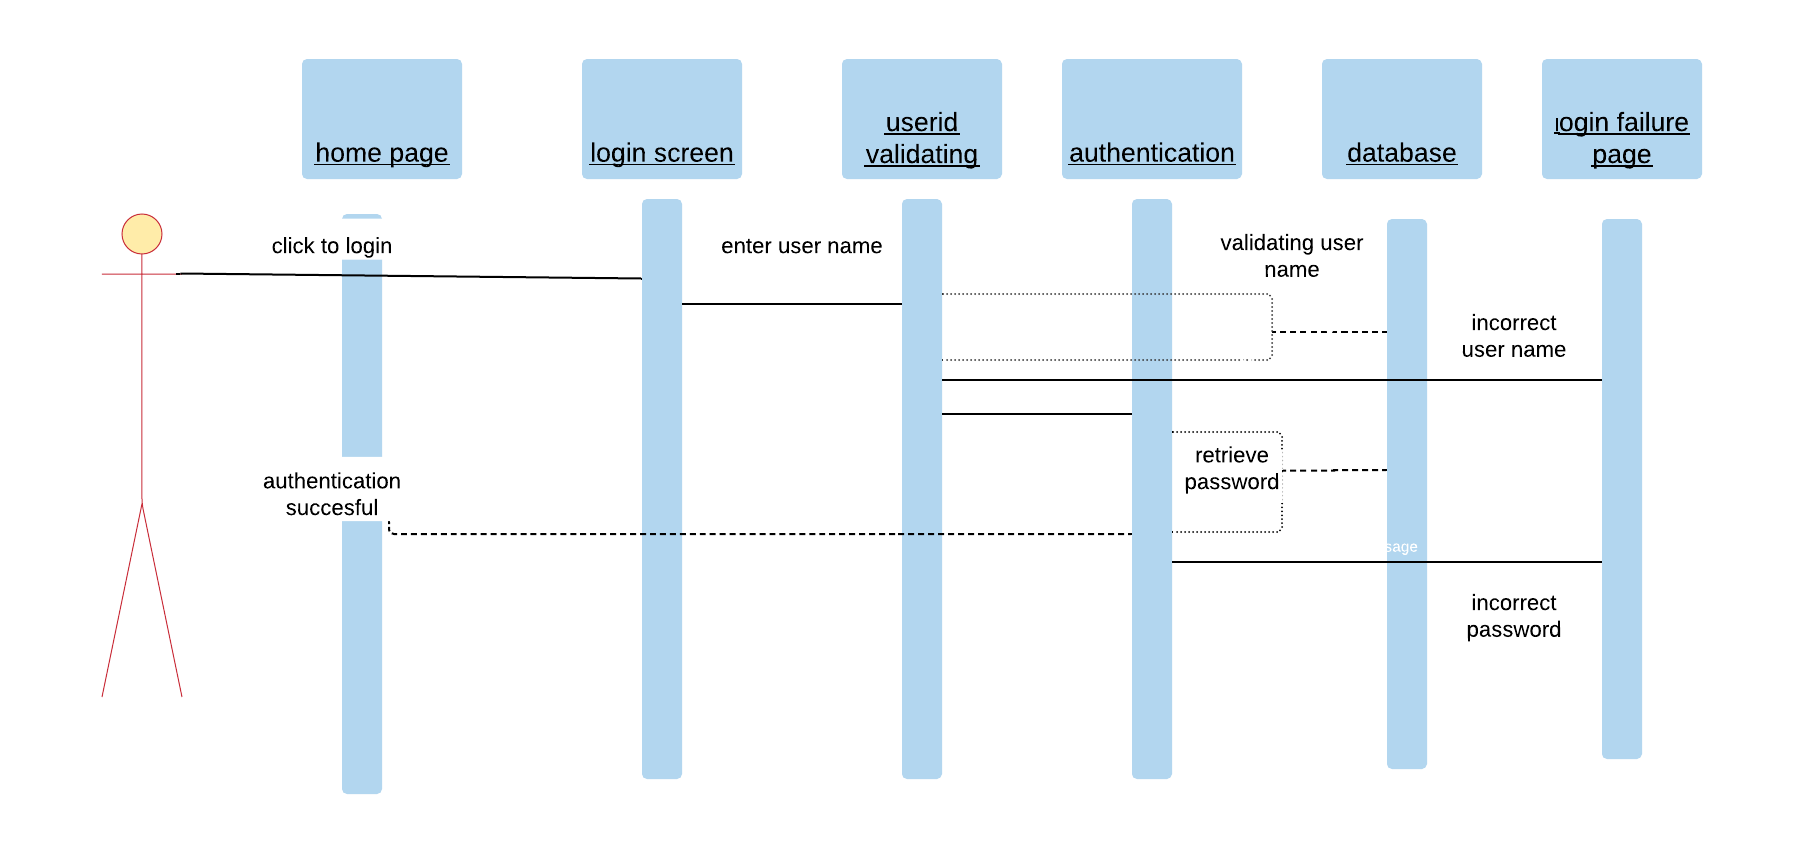 home page
login screen
userid
validating
authentication
database
login failure
page
click to login
enter user name
validating user
name
incorrect
user name
retrieve
password
authentication
succesful
sage
incorrect
password